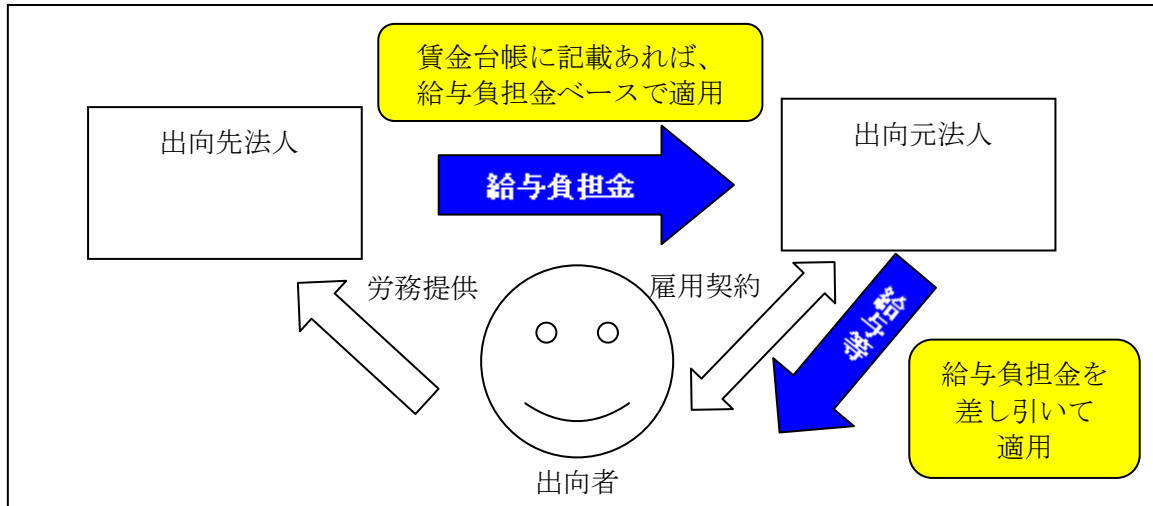 賃金台帳に記載あれば、
給与負担金ベースで適用
出向先法人
出向元法人
給与負担金
労務提供
雇用契約
給与等
給与負担金を
差し引いて
適用
出向者